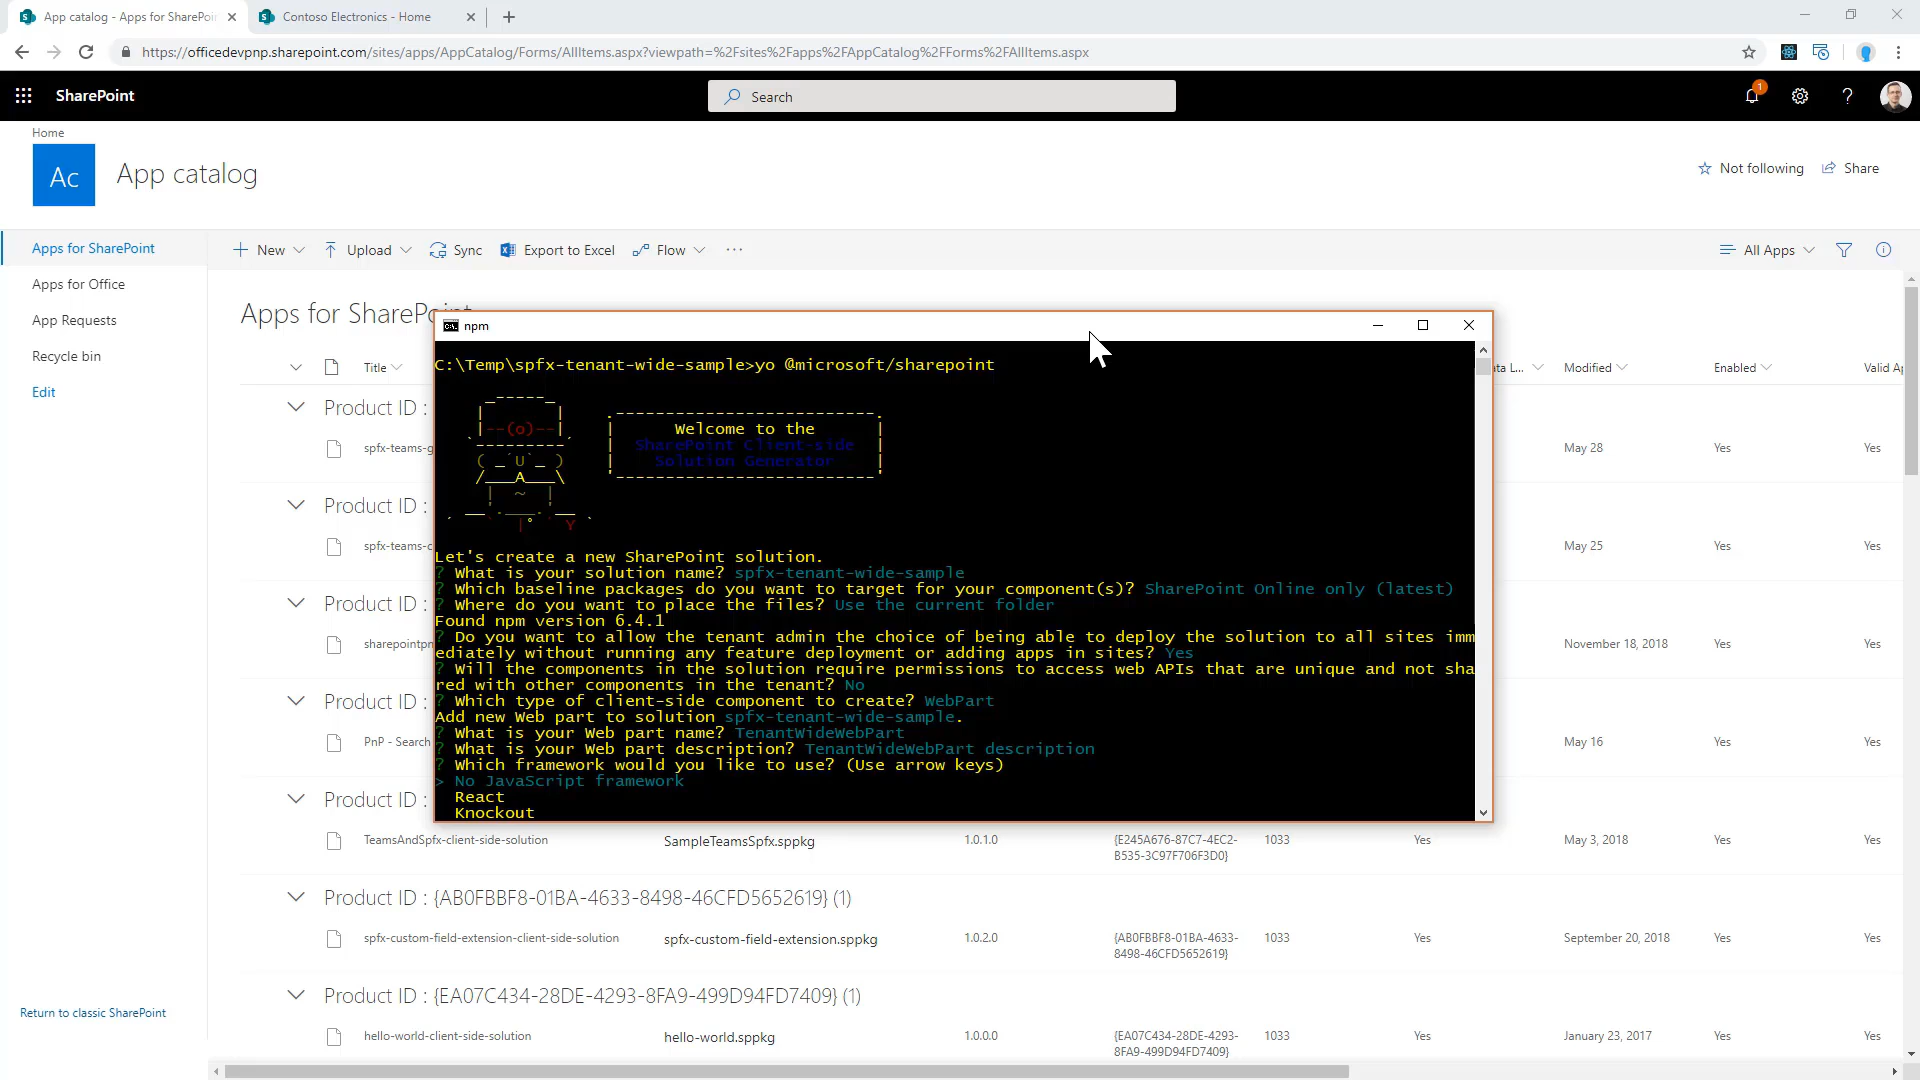 App catalog - Apps for SharePoin
Contoso Electronics - Home
https://officedevpnp.sharepoint.com/sites/apps/AppCatalog/Forms/AllItems.aspx?viewpath=%2Fsites%2Fapps%2FAppCatalog%2FForms%2FAllItems.aspx
SharePoint
Search
1
Home
Ac
App catalog
Not following
Share
Apps for SharePoint
Apps for Office
App Requests
Recycle bin
Edit
Return to classic SharePoint
New
Upload
Sync
Export to Excel
Flow
All Apps
Apps for ShareP
Title
ata L...
Modified
Enabled
Valid Ap
Product ID :
spfx-teams-g
May 28
Yes
Yes
Product ID :
spfx-teams-c
May 25
Yes
Yes
Product ID :
sharepointpn
November 18, 2018
Yes
Yes
Product ID :
PnP - Search
May 16
Yes
Yes
Product ID :
TeamsAndSpfx-client-side-solution
SampleTeamsSpfx.sppkg
1.0.1.0
{E245A676-87C7-4EC2-
B535-3C97F706F3D0}
1033
Yes
May 3, 2018
Yes
Yes
Product ID : {AB0FBBF8-01BA-4633-8498-46CFD5652619} (1)
spfx-custom-field-extension-client-side-solution
spfx-custom-field-extension.sppkg
1.0.2.0
{AB0FBBF8-01BA-4633-
8498-46CFD5652619}
1033
Yes
September 20, 2018
Yes
Yes
Product ID : {EA07C434-28DE-4293-8FA9-499D94FD7409} (1)
hello-world-client-side-solution
hello-world.sppkg
1.0.0.0
{EA07C434-28DE-4293-
8FA9-499D94FD7409}
1033
Yes
January 23, 2017
Yes
Yes
npm
C:\Temp\spfx-tenant-wide-sample>yo @microsoft/sharepoint
Welcome to the
SharePoint Client-side
Solution Generator
Let's create a new SharePoint solution.
? What is your solution name? spfx-tenant-wide-sample
? Which baseline packages do you want to target for your component(s)? SharePoint Online only (latest)
? Where do you want to place the files? Use the current folder
Found npm version 6.4.1
? Do you want to allow the tenant admin the choice of being able to deploy the solution to all sites imm
ediately without running any feature deployment or adding apps in sites? Yes
? Will the components in the solution require permissions to access web APIs that are unique and not sha
red with other components in the tenant? No
? Which type of client-side component to create? WebPart
Add new Web part to solution spfx-tenant-wide-sample.
? What is your Web part name? TenantWideWebPart
? What is your Web part description? TenantWideWebPart description
? Which framework would you like to use? (Use arrow keys)
> No JavaScript framework
React
Knockout